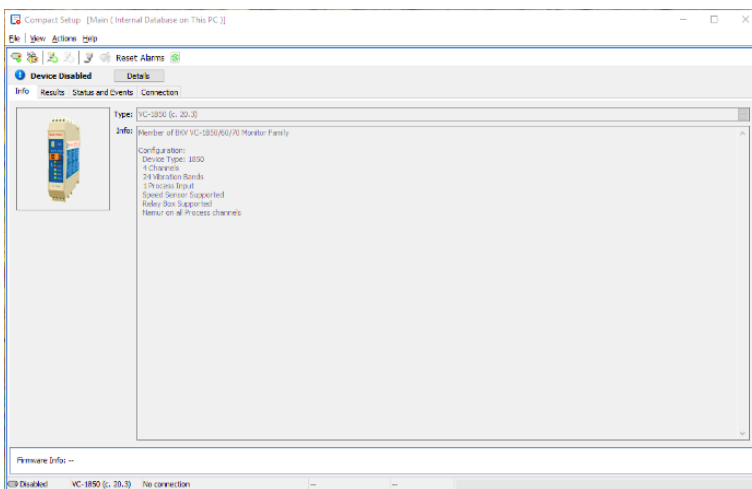 Compact Setup [Main ( Internal Database on This PC )]
File View Actions Help
Reset Alarms
Device Disabled Details
Info Results Status and Events Connection
Type: VC-1850 (c. 20.3)
Info: Member of BKV VC-1850/60/70 Monitor Family
Configuration:
Device Type: 1850
4 Channels
24 Vibration Bands
1 Process Input
Speed Sensor Supported
Relay Box Supported
Namur on all Process channels
Firmware Info: --
Disabled VC-1850 (c. 20.3) No connection -- --